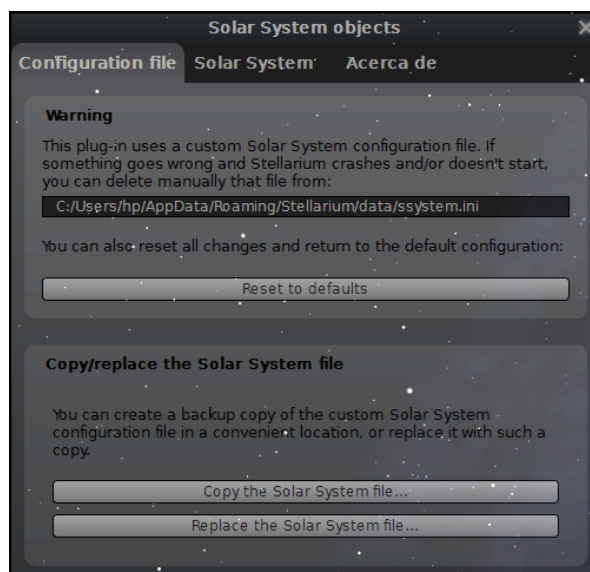 Solar System objects
Configuration file Solar System Acerca de
Warning
This plug-in uses a custom Solar System configuration file. If
something goes wrong and Stellarium crashes and/or doesn't start,
you can delete manually that file from:
C:/Users/hp/AppData/Roaming/Stellarium/data/ssystem.ini
You can also reset all changes and return to the default configuration:
Reset to defaults
Copy/replace the Solar System file
You can create a backup copy of the custom Solar System
configuration file in a convenient location, or replace it with such a
copy.
Copy the Solar System file...
Replace the Solar System file...